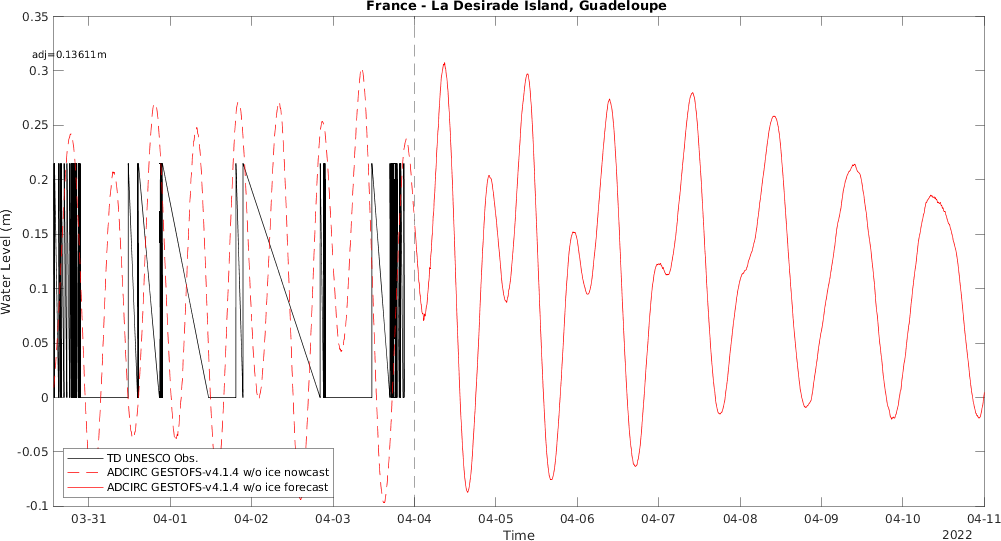 France - La Desirade Island, Guadeloupe
adj=0.13611m
0.35
0.3
0.25
0.2
0.15
0.1
0.05
0
-0.05
-0.1
Water Level (m)
TD UNESCO Obs.
ADCIRC GESTOFS-v4.1.4 w/o ice nowcast
ADCIRC GESTOFS-v4.1.4 w/o ice forecast
03-31 04-01 04-02 04-03 04-04 04-05 04-06 04-07 04-08 04-09 04-10 04-11
Time
2022